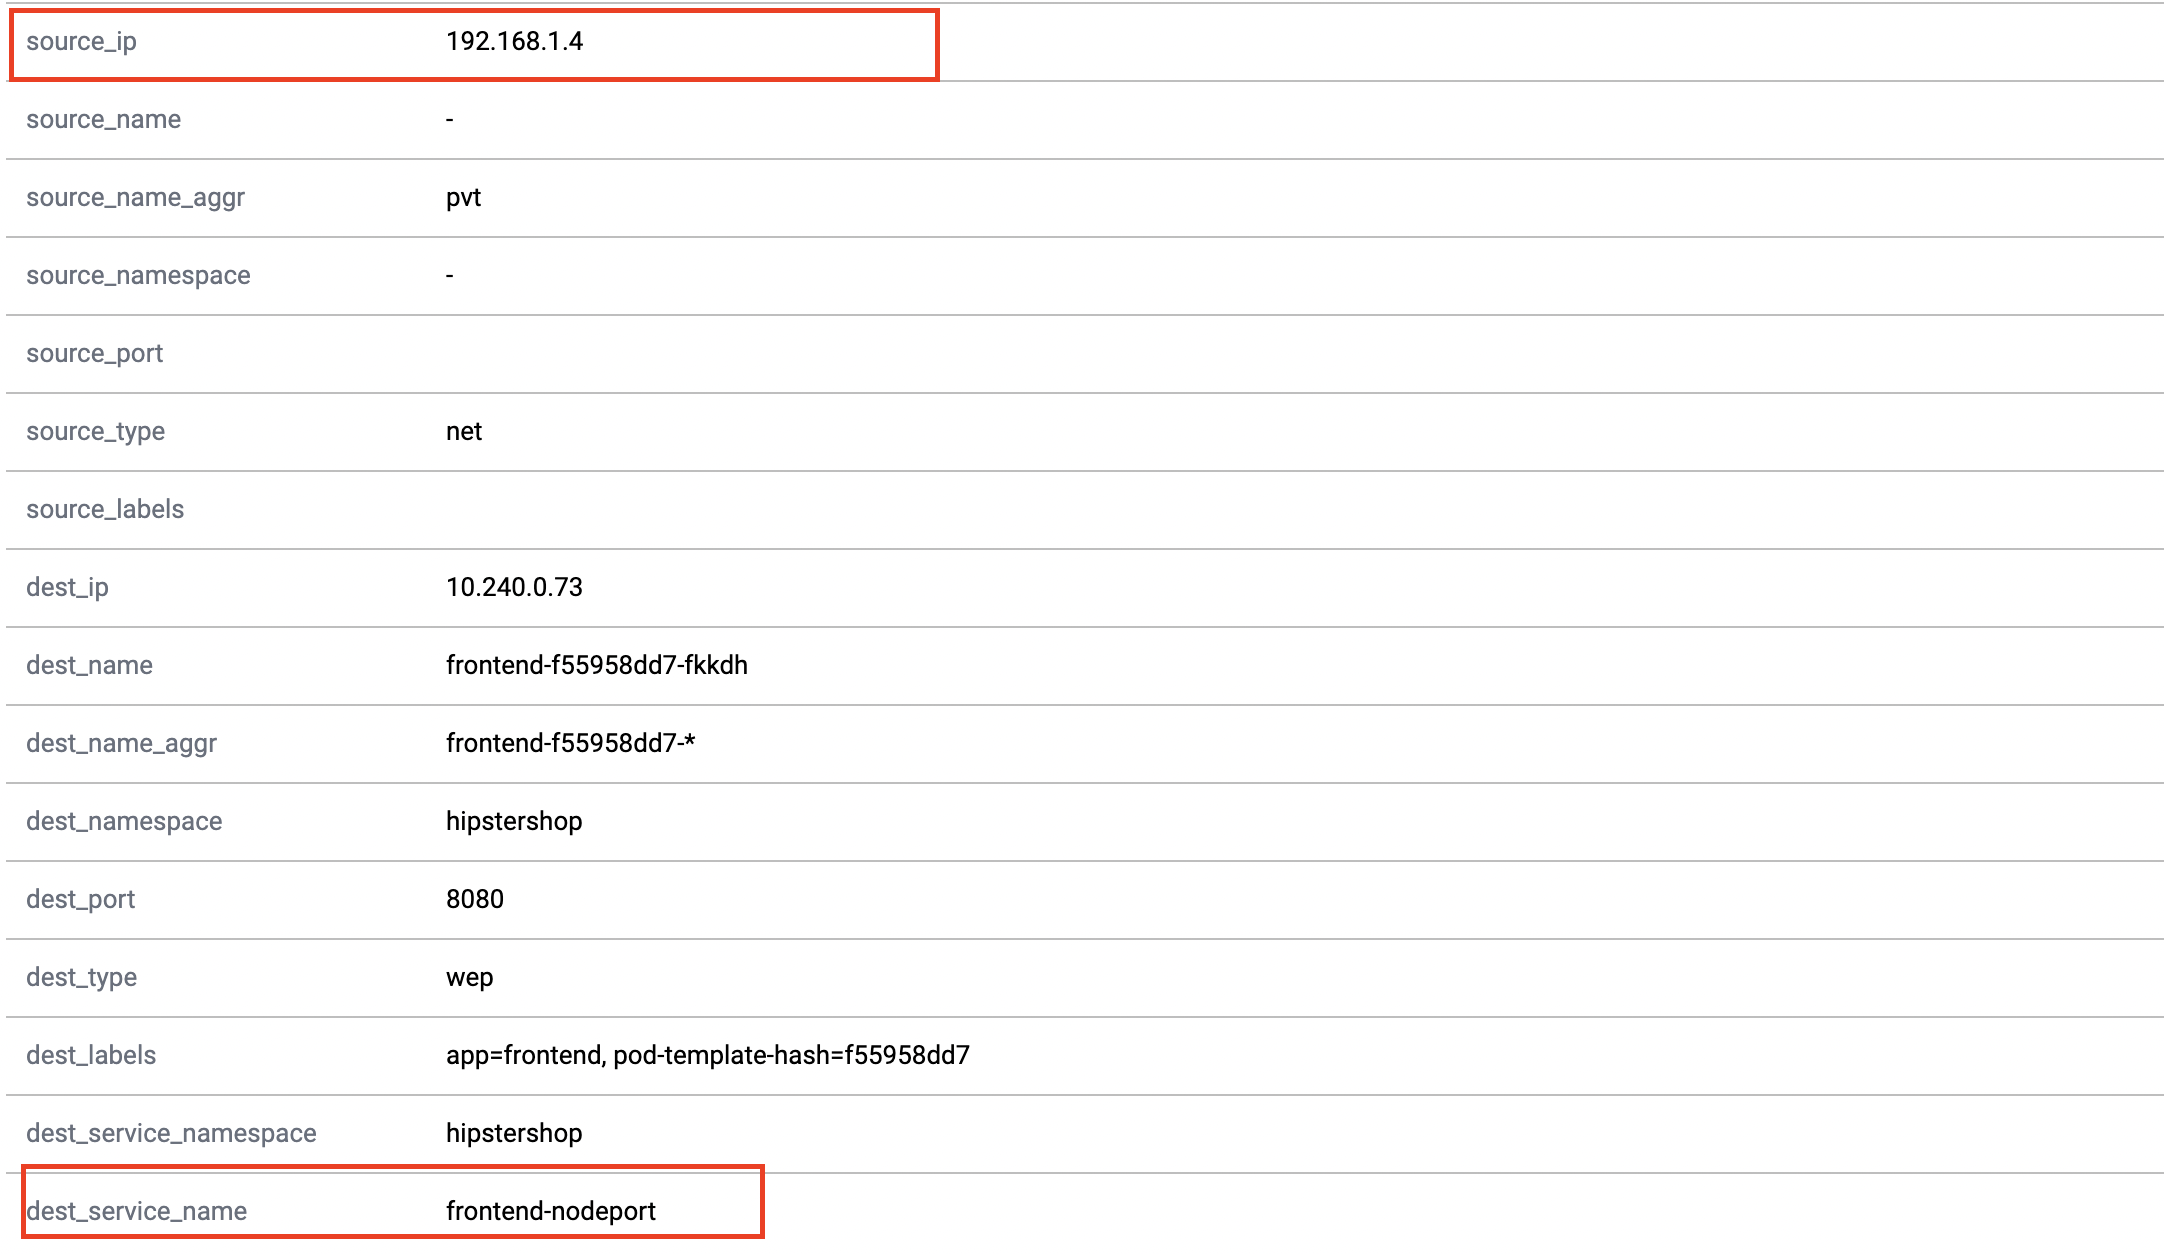 source_ip 192.168.1.4
source_name -
source_name_aggr pvt
source_namespace -
source_port
source_type net
source_labels
dest_ip 10.240.0.73
dest_name frontend-f55958dd7-fkkdh
dest_name_aggr frontend-f55958dd7-*
dest_namespace hipstershop
dest_port 8080
dest_type wep
dest_labels app=frontend, pod-template-hash=f55958dd7
dest_service_namespace hipstershop
dest_service_name frontend-nodeport